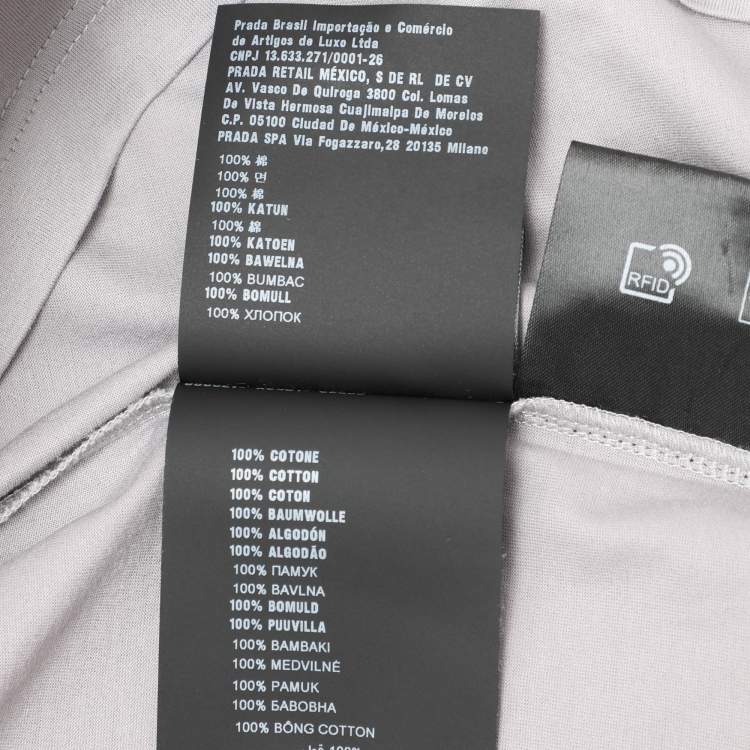 Prada Brasil Importação e Comércio
de Artigos de Luxo Ltda
CNPJ 13.633.271/0001-26
PRADA RETAIL MÉXICO, S DE RL DE CV
AV. Vasco De Quiroga 3800 Col. Lomas
De Vista Hermosa Cuajimalpa De Morelos
C.P. 05100 Ciudad De México-México
PRADA SPA Via Fogazzaro,28 20135 Milano
100% 棉
100% 면
100% 棉
100% KATUN
100% 綿
100% KATOEN
100% BAWEŁNA
100% BUMBAC
100% BOMULL
100% ХЛОПОК
RFID
100% COTONE
100% COTTON
100% COTON
100% BAUMWOLLE
100% ALGODÓN
100% ALGODÃO
100% ПАМУК
100% BAVLNA
100% BOMULD
100% PUUVILLA
100% BAMBAKI
100% MEDVILNĖ
100% PAMUK
100% БАВОВНА
100% BÔNG COTTON
100%